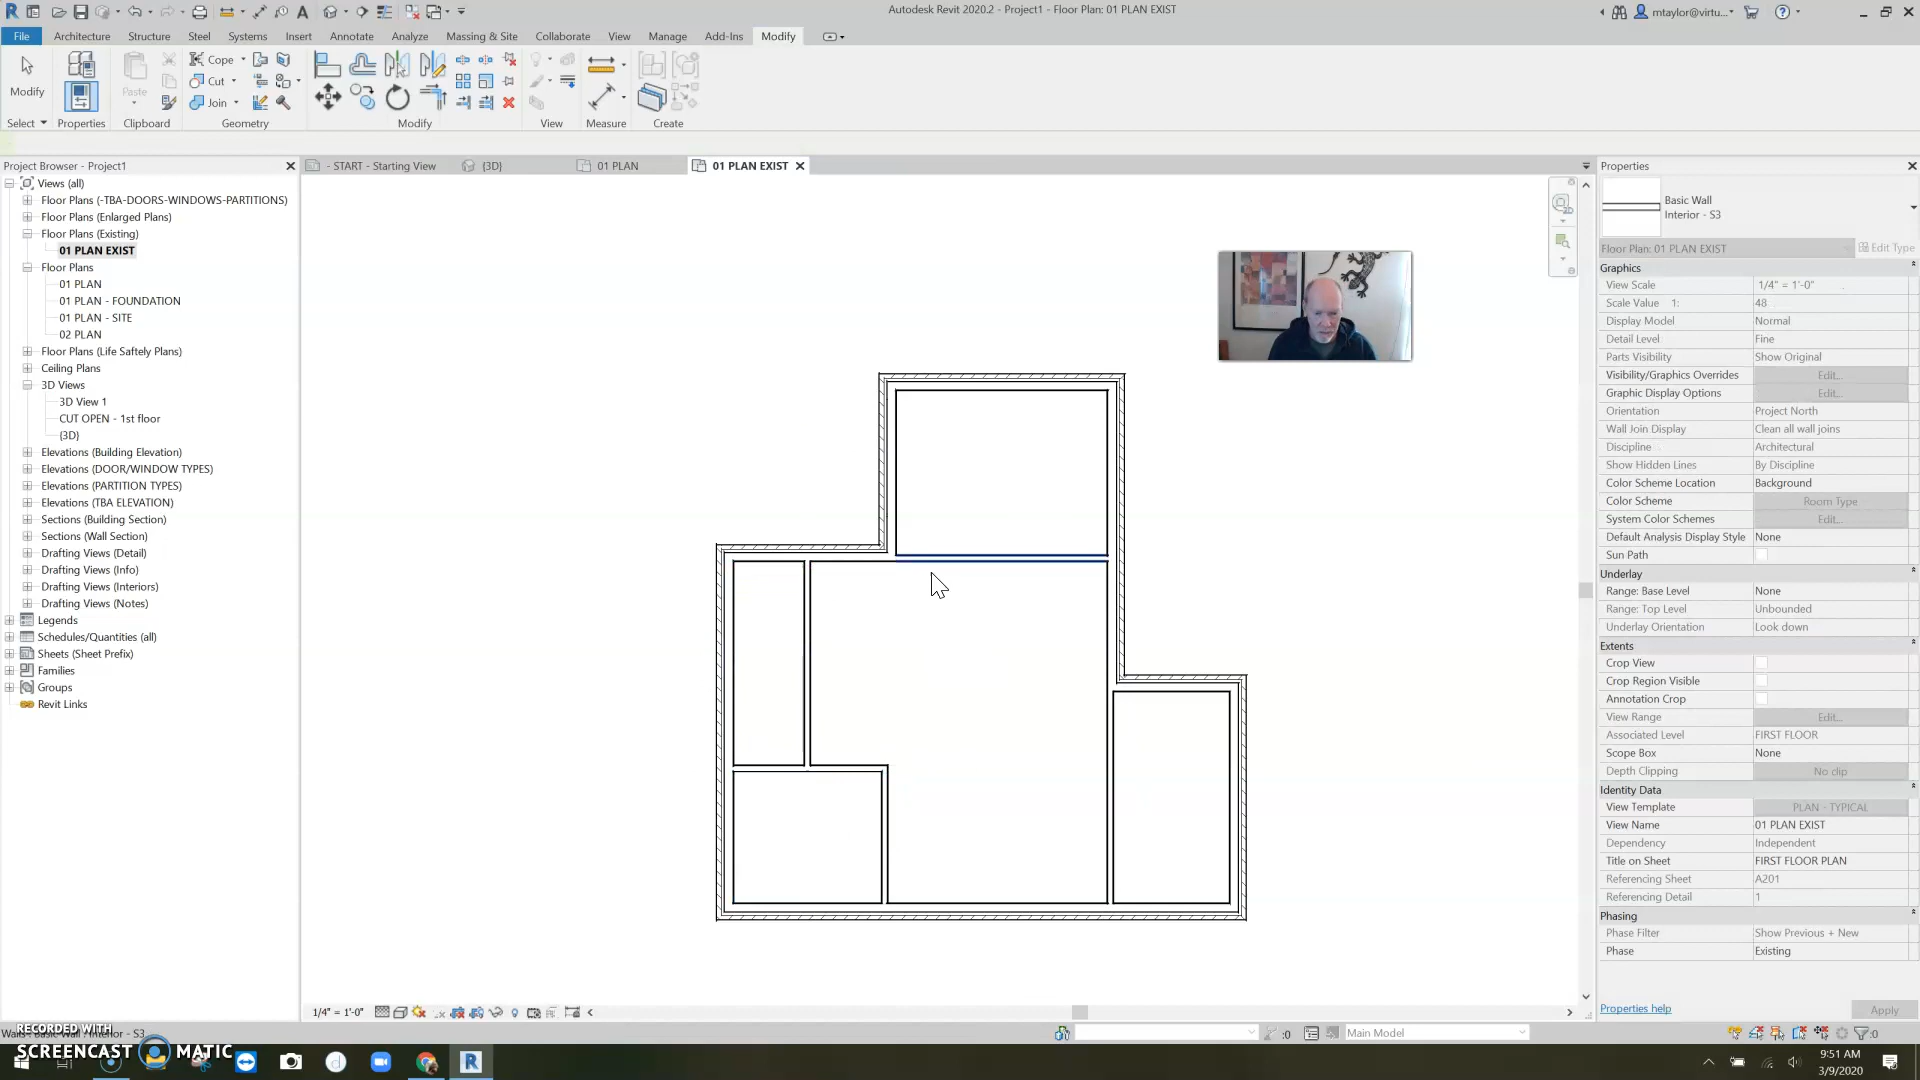 Autodesk Revit 2020.2 - Project1 - Floor Plan: 01 PLAN EXIST
mtaylor@virtu...
File
Architecture
Structure
Steel
Systems
Insert
Annotate
Analyze
Massing & Site
Collaborate
View
Manage
Add-Ins
Modify
Modify
Paste
Cope
Cut
Join
Select
Properties
Clipboard
Geometry
Modify
View
Measure
Create
Project Browser - Project1
- START - Starting View
{3D}
01 PLAN
01 PLAN EXIST
Properties
Views (all)
Floor Plans (-TBA-DOORS-WINDOWS-PARTITIONS)
Floor Plans (Enlarged Plans)
Floor Plans (Existing)
01 PLAN EXIST
Floor Plans
01 PLAN
01 PLAN - FOUNDATION
01 PLAN - SITE
02 PLAN
Floor Plans (Life Saftely Plans)
Ceiling Plans
3D Views
3D View 1
CUT OPEN - 1st floor
{3D}
Elevations (Building Elevation)
Elevations (DOOR/WINDOW TYPES)
Elevations (PARTITION TYPES)
Elevations (TBA ELEVATION)
Sections (Building Section)
Sections (Wall Section)
Drafting Views (Detail)
Drafting Views (Info)
Drafting Views (Interiors)
Drafting Views (Notes)
Legends
Schedules/Quantities (all)
Sheets (Sheet Prefix)
Families
Groups
Revit Links
Basic Wall
Interior - S3
Floor Plan: 01 PLAN EXIST
Edit Type
Graphics
View Scale 1/4" = 1'-0"
Scale Value 1: 48
Display Model Normal
Detail Level Fine
Parts Visibility Show Original
Visibility/Graphics Overrides Edit...
Graphic Display Options Edit...
Orientation Project North
Wall Join Display Clean all wall joins
Discipline Architectural
Show Hidden Lines By Discipline
Color Scheme Location Background
Color Scheme Room Type
System Color Schemes Edit...
Default Analysis Display Style None
Sun Path
Underlay
Range: Base Level None
Range: Top Level Unbounded
Underlay Orientation Look down
Extents
Crop View
Crop Region Visible
Annotation Crop
View Range Edit...
Associated Level FIRST FLOOR
Scope Box None
Depth Clipping No clip
Identity Data
View Template PLAN - TYPICAL
View Name 01 PLAN EXIST
Dependency Independent
Title on Sheet FIRST FLOOR PLAN
Referencing Sheet A201
Referencing Detail 1
Phasing
Phase Filter Show Previous + New
Phase Existing
Properties help
Apply
1/4" = 1'-0"
:0
Main Model
:0
RECORDED WITH
SCREENCAST MATIC
9:51 AM
3/9/2020